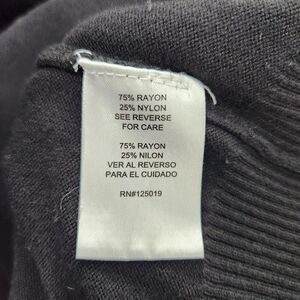 75% RAYON
25% NYLON
SEE REVERSE
FOR CARE
75% RAYON
25% NILON
VER AL REVERSO
PARA EL CUIDADO
RN#125019